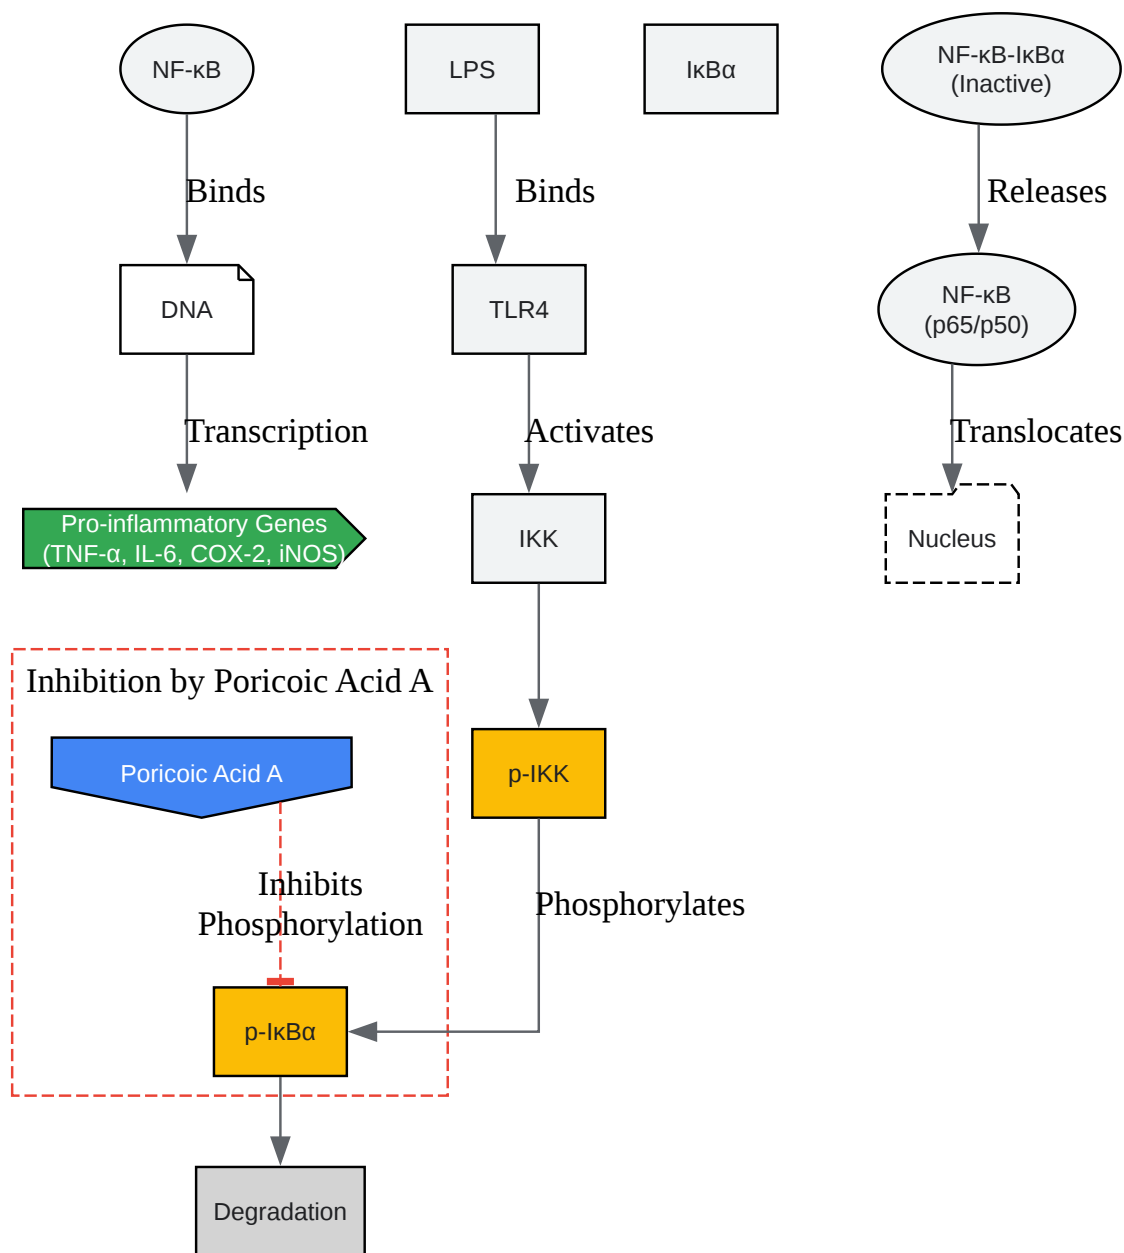 NF-κB
LPS
IκBα
NF-κB-IκBα
(Inactive)
Binds
Binds
Releases
DNA
TLR4
NF-κB
(p65/p50)
Transcription
Activates
Translocates
Pro-inflammatory Genes
(TNF-α, IL-6, COX-2, iNOS)
IKK
Nucleus
Inhibition by Poricoic Acid A
Poricoic Acid A
p-IKK
Inhibits
Phosphorylation
Phosphorylates
p-IκBα
Degradation